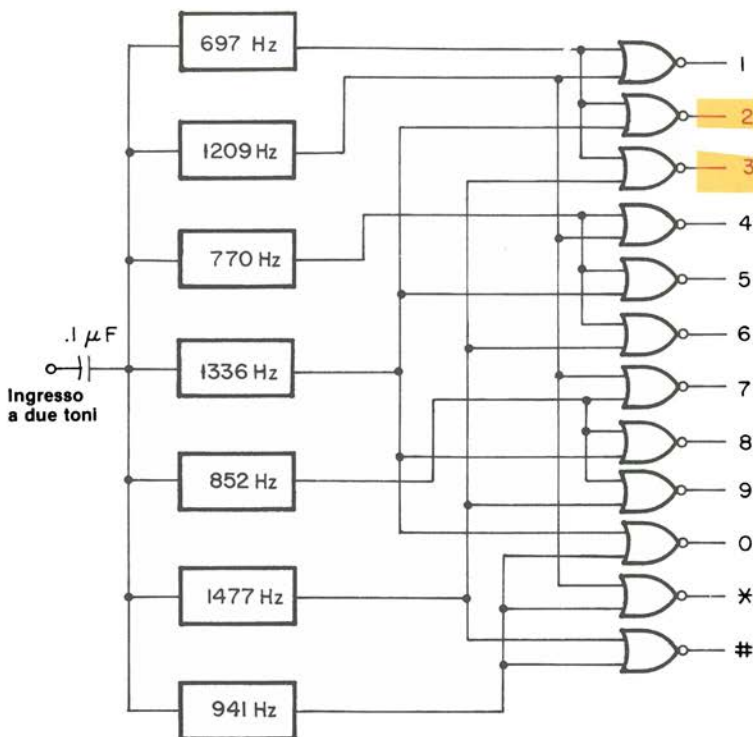 697 Hz
1
2
1209 Hz
3
770 Hz
4
5
.1 μF
1336 Hz
6
Ingresso
a due toni
7
852 Hz
8
9
0
1477 Hz
*
#
941 Hz